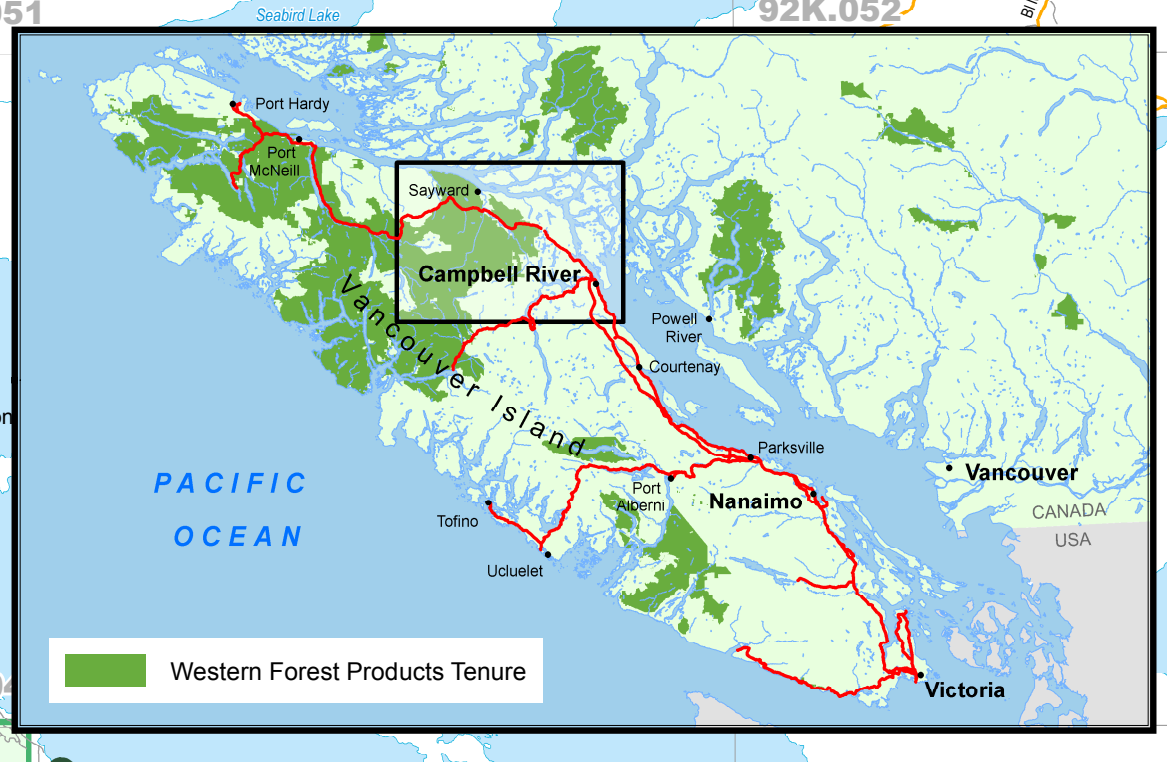 051
Seabird Lake
92K.052
Port Hardy
Port
McNeill
Sayward
Campbell River
Vancouver Island
Powell
River
Courtenay
Parksville
PACIFIC
OCEAN
Port
Alberni
Nanaimo
Vancouver
CANADA
USA
Tofino
Ucluelet
Western Forest Products Tenure
Victoria